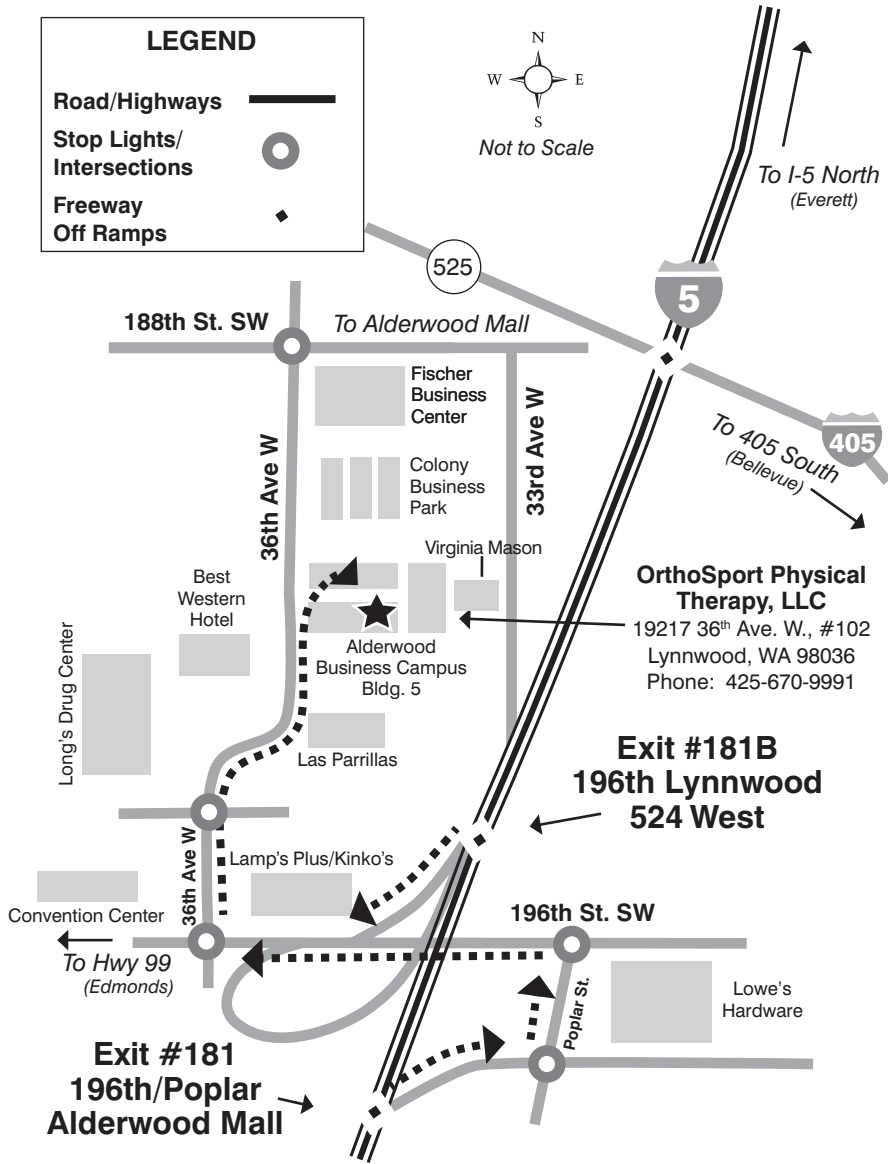 LEGEND
Road/Highways
Stop Lights/
Intersections
Freeway
Off Ramps
N
W
E
S
Not to Scale
To I-5 North
(Everett)
525
5
188th St. SW
To Alderwood Mall
Fischer
Business
Center
36th Ave W
Colony
Business
Park
33rd Ave W
405
To 405 South
(Bellevue)
Virginia Mason
Best
Western
Hotel
OrthoSport Physical
Therapy, LLC
19217 36th Ave. W., #102
Lynnwood, WA 98036
Phone: 425-670-9991
Alderwood
Business Campus
Bldg. 5
Long's Drug Center
Las Parrillas
Exit #181B
196th Lynnwood
524 West
36th Ave W
Lamp's Plus/Kinko's
Convention Center
196th St. SW
To Hwy 99
(Edmonds)
Poplar St.
Lowe's
Hardware
Exit #181
196th/Poplar
Alderwood Mall